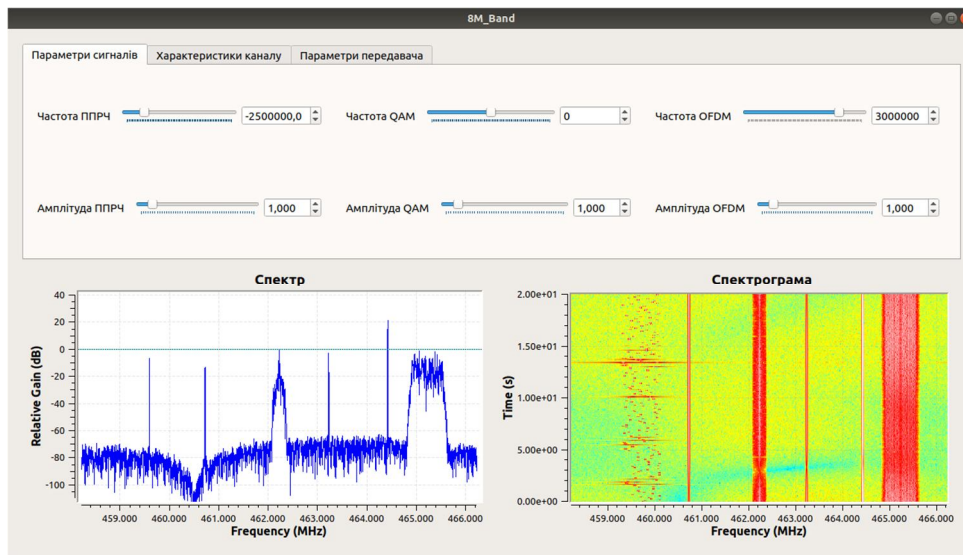 8M_Band
Параметри сигналів Характеристики каналу Параметри передавача
Частота ППРЧ -2500000,0 Частота QAM 0 Частота OFDM 3000000
Амплітуда ППРЧ 1,000 Амплітуда QAM 1,000 Амплітуда OFDM 1,000
Спектр
40
20
0
-20
-40
-60
-80
-100
Relative Gain (dB)
459.000 460.000 461.000 462.000 463.000 464.000 465.000 466.000
Frequency (MHz)
Спектрограма
2.00e+01
1.50e+01
1.00e+01
5.00e+00
0.00e+00
Time (s)
459.000 460.000 461.000 462.000 463.000 464.000 465.000 466.000
Frequency (MHz)